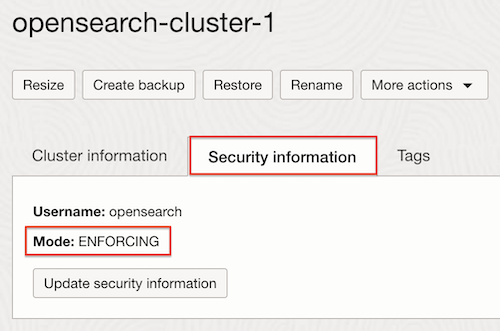 opensearch-cluster-1
Resize Create backup Restore Rename More actions
Cluster information Security information Tags
Username: opensearch
Mode: ENFORCING
Update security information